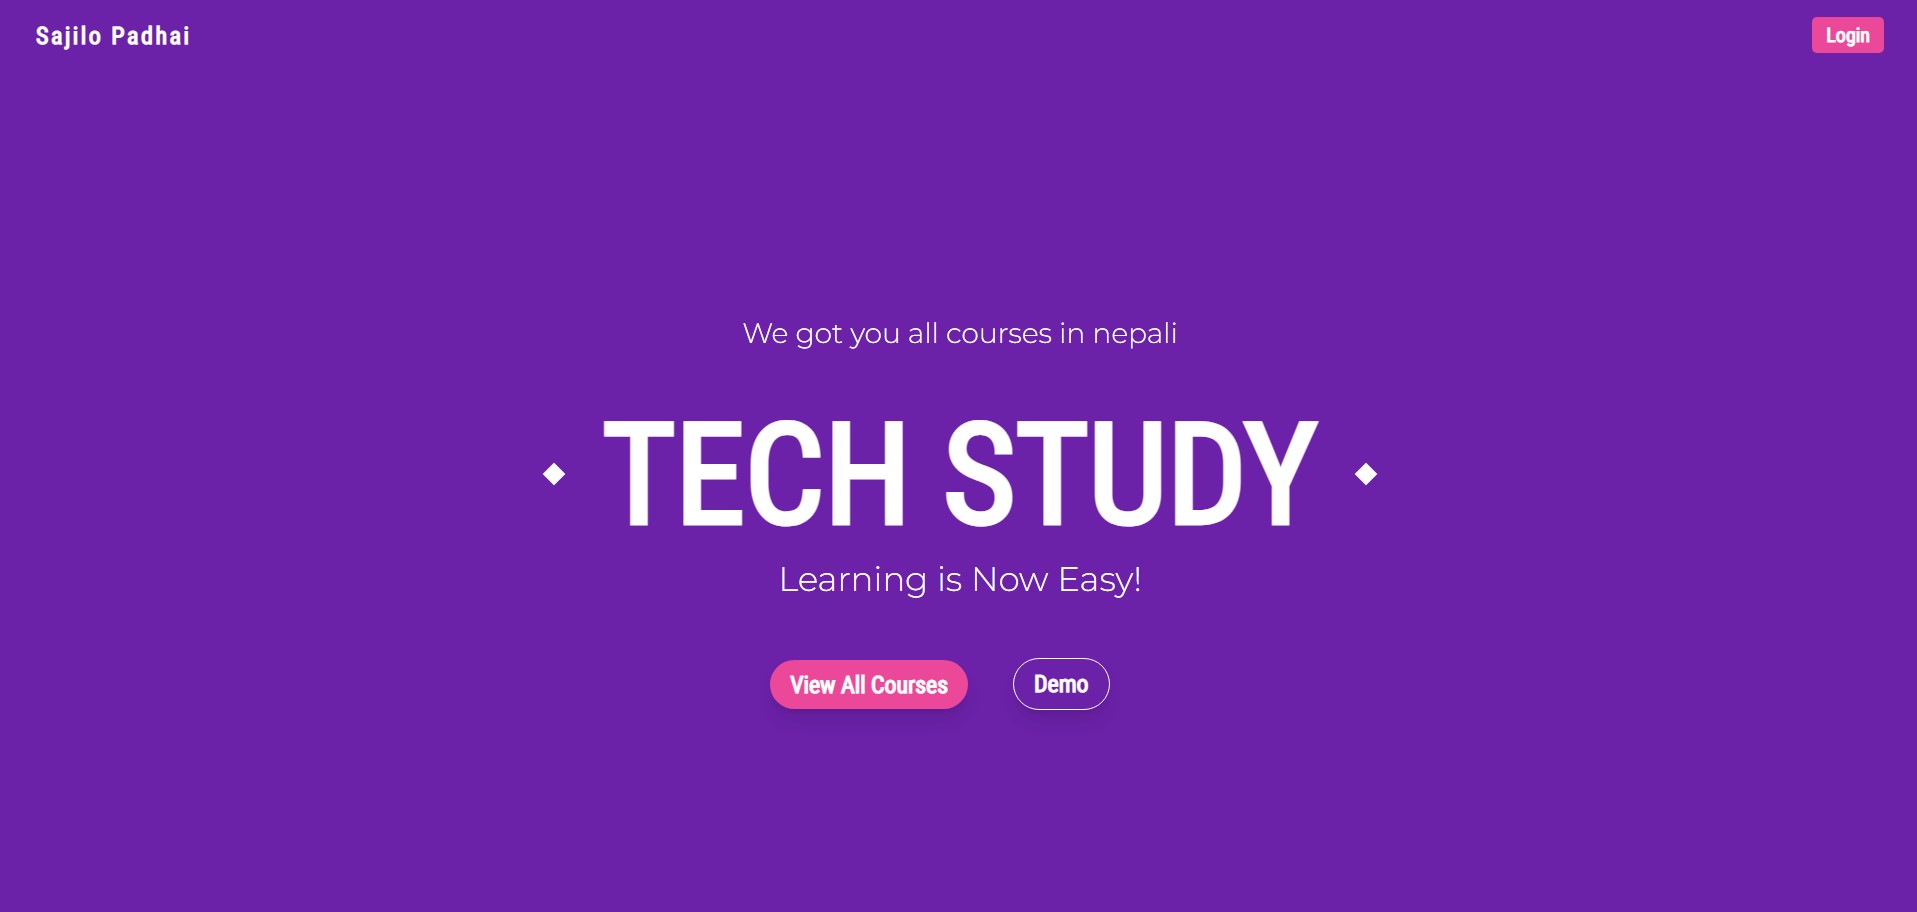 Sajilo Padhai
Login
We got you all courses in nepali
TECH STUDY
Learning is Now Easy!
View All Courses
Demo